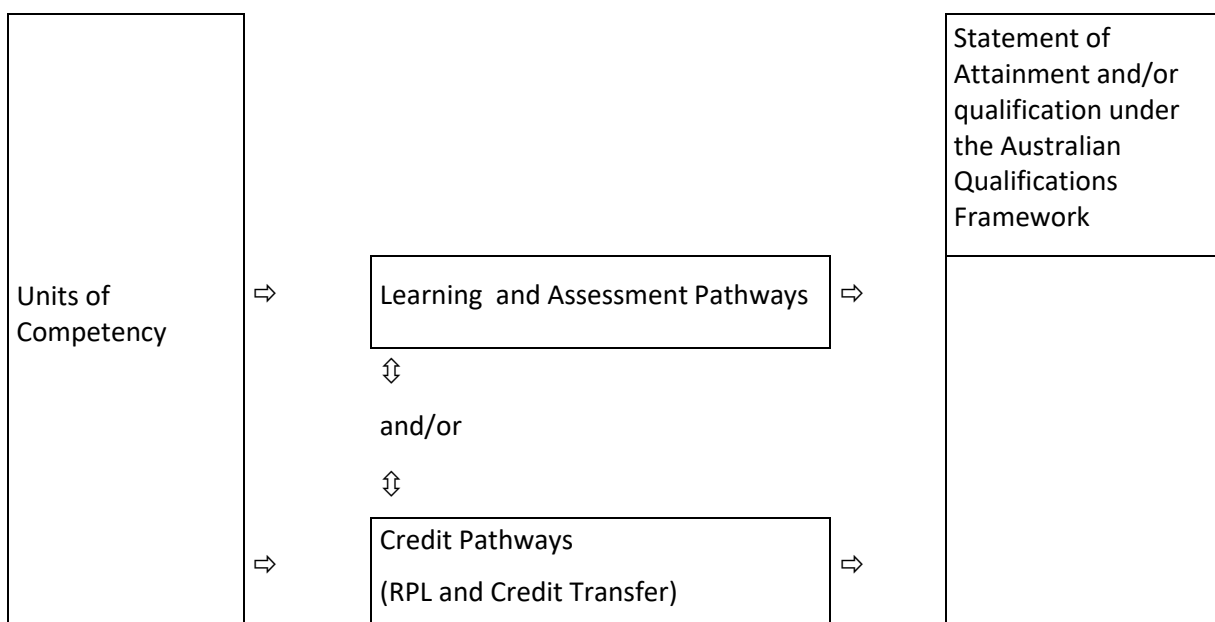 Statement of
Attainment and/or
qualification under
the Australian
Qualifications
Framework
Units of
Competency
⇨
Learning  and Assessment Pathways
⇨
⇳
and/or
⇳
⇨
Credit Pathways
(RPL and Credit Transfer)
⇨